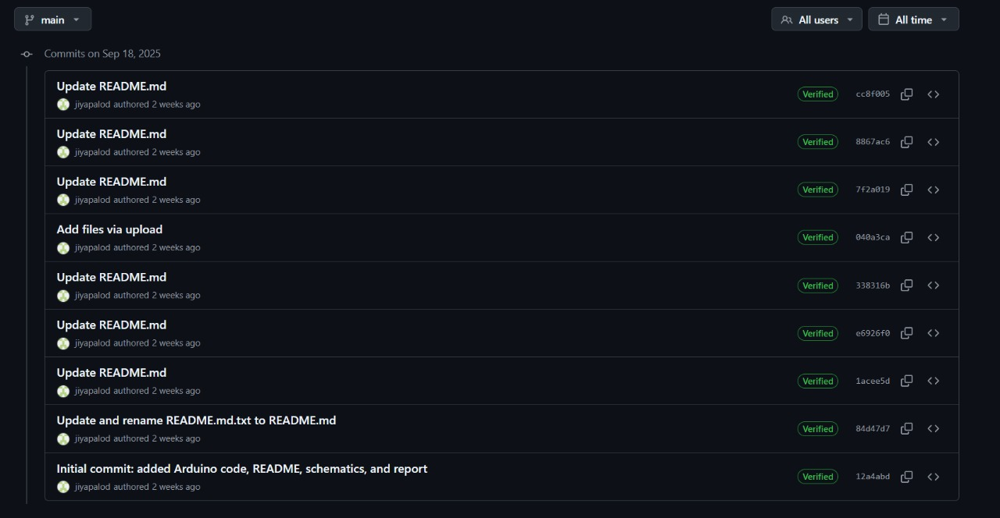 main
All users
All time
Commits on Sep 18, 2025
Update README.md
jiyapalod authored 2 weeks ago
Verified
cc8f005
Update README.md
jiyapalod authored 2 weeks ago
Verified
8867ac6
Update README.md
jiyapalod authored 2 weeks ago
Verified
7f2a019
Add files via upload
jiyapalod authored 2 weeks ago
Verified
040a3ca
Update README.md
jiyapalod authored 2 weeks ago
Verified
338316b
Update README.md
jiyapalod authored 2 weeks ago
Verified
e6926f0
Update README.md
jiyapalod authored 2 weeks ago
Verified
1acee5d
Update and rename README.md.txt to README.md
jiyapalod authored 2 weeks ago
Verified
84d47d7
Initial commit: added Arduino code, README, schematics, and report
jiyapalod authored 2 weeks ago
Verified
12a4abd